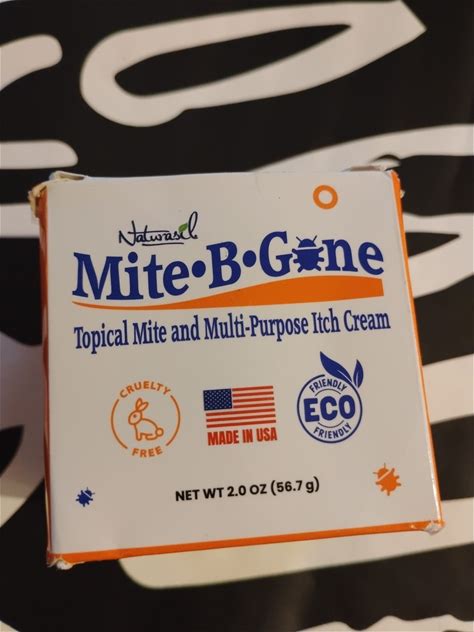 Naturasil
Mite•B•Gone
Topical Mite and Multi-Purpose Itch Cream
CRUELTY
FREE
MADE IN USA
FRIENDLY
ECO
FRIENDLY
NET WT 2.0 OZ (56.7 g)